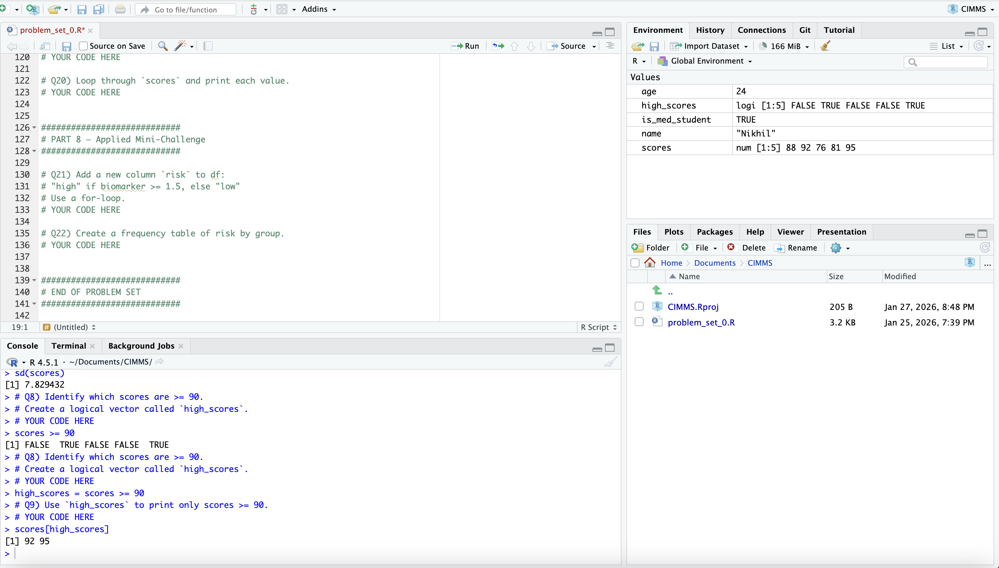 Go to file/function
Addins
CIMMS
problem_set_0.R*
Source on Save
Run
Source
120 # YOUR CODE HERE
121
122 # Q20) Loop through `scores` and print each value.
123 # YOUR CODE HERE
124
125
126 ############################
127 # PART 8 – Applied Mini-Challenge
128 ############################
129
130 # Q21) Add a new column `risk` to df:
131 # "high" if biomarker >= 1.5, else "low"
132 # Use a for-loop.
133 # YOUR CODE HERE
134
135 # Q22) Create a frequency table of risk by group.
136 # YOUR CODE HERE
137
138
139 ############################
140 # END OF PROBLEM SET
141 ############################
142
19:1 # (Untitled) R Script
Console Terminal Background Jobs
R 4.5.1 · ~/Documents/CIMMS/
> sd(scores)
[1] 7.829432
> # Q8) Identify which scores are >= 90.
> # Create a logical vector called `high_scores`.
> # YOUR CODE HERE
> scores >= 90
[1] FALSE  TRUE FALSE FALSE  TRUE
> # Q8) Identify which scores are >= 90.
> # Create a logical vector called `high_scores`.
> # YOUR CODE HERE
> high_scores = scores >= 90
> # Q9) Use `high_scores` to print only scores >= 90.
> # YOUR CODE HERE
> scores[high_scores]
[1] 92 95
>
Environment History Connections Git Tutorial
Import Dataset 166 MiB List
R Global Environment
Values
age 24
high_scores logi [1:5] FALSE TRUE FALSE FALSE TRUE
is_med_student TRUE
name "Nikhil"
scores num [1:5] 88 92 76 81 95
Files Plots Packages Help Viewer Presentation
Folder File Delete Rename
Home Documents CIMMS ...
Name Size Modified
..
CIMMS.Rproj 205 B Jan 27, 2026, 8:48 PM
problem_set_0.R 3.2 KB Jan 25, 2026, 7:39 PM